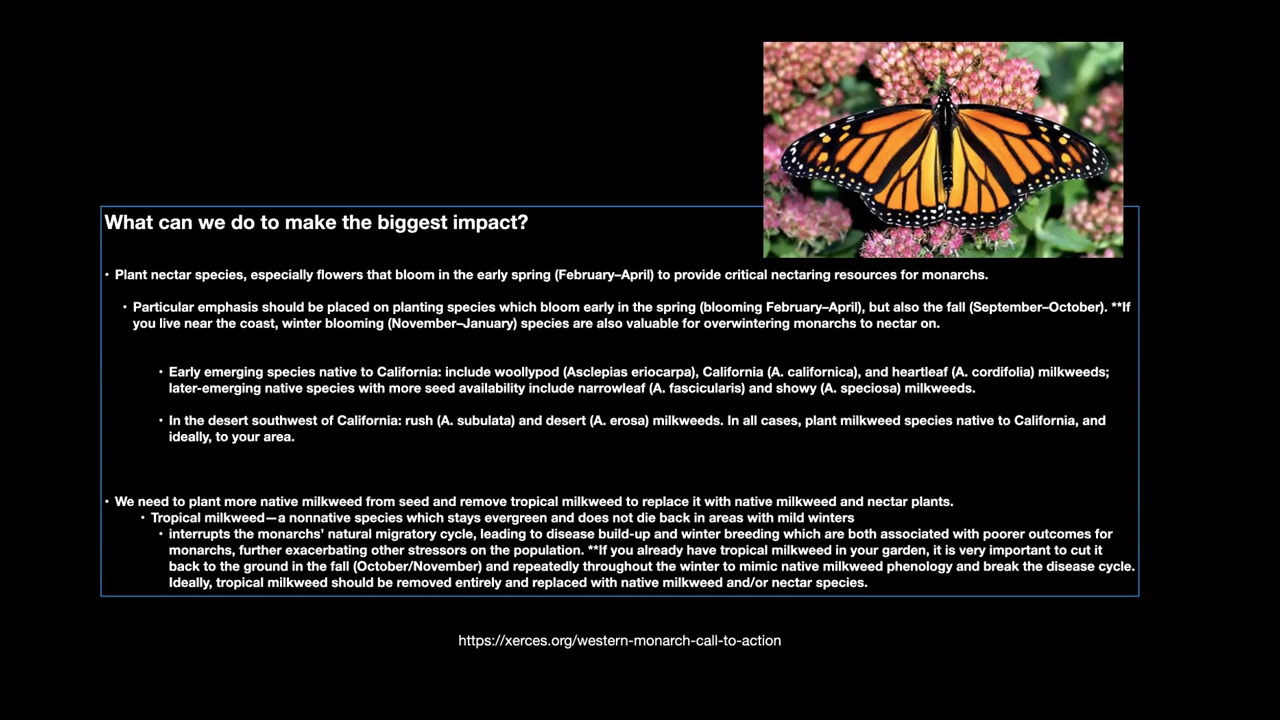 What can we do to make the biggest impact?
• Plant nectar species, especially flowers that bloom in the early spring (February–April) to provide critical nectaring resources for monarchs.
• Particular emphasis should be placed on planting species which bloom early in the spring (blooming February–April), but also the fall (September–October). **If
you live near the coast, winter blooming (November–January) species are also valuable for overwintering monarchs to nectar on.
• Early emerging species native to California: include woollypod (Asclepias eriocarpa), California (A. californica), and heartleaf (A. cordifolia) milkweeds;
later-emerging native species with more seed availability include narrowleaf (A. fascicularis) and showy (A. speciosa) milkweeds.
• In the desert southwest of California: rush (A. subulata) and desert (A. erosa) milkweeds. In all cases, plant milkweed species native to California, and
ideally, to your area.
• We need to plant more native milkweed from seed and remove tropical milkweed to replace it with native milkweed and nectar plants.
• Tropical milkweed—a nonnative species which stays evergreen and does not die back in areas with mild winters
• interrupts the monarchs’ natural migratory cycle, leading to disease build-up and winter breeding which are both associated with poorer outcomes for
monarchs, further exacerbating other stressors on the population. **If you already have tropical milkweed in your garden, it is very important to cut it
back to the ground in the fall (October/November) and repeatedly throughout the winter to mimic native milkweed phenology and break the disease cycle.
Ideally, tropical milkweed should be removed entirely and replaced with native milkweed and/or nectar species.
https://xerces.org/western-monarch-call-to-action